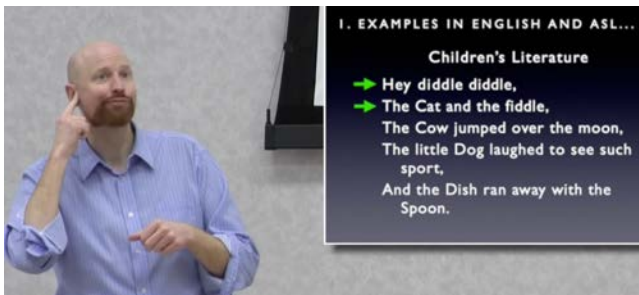 1. EXAMPLES IN ENGLISH AND ASL...
Children's Literature
Hey diddle diddle,
The Cat and the fiddle,
The Cow jumped over the moon,
The little Dog laughed to see such
sport,
And the Dish ran away with the
Spoon.